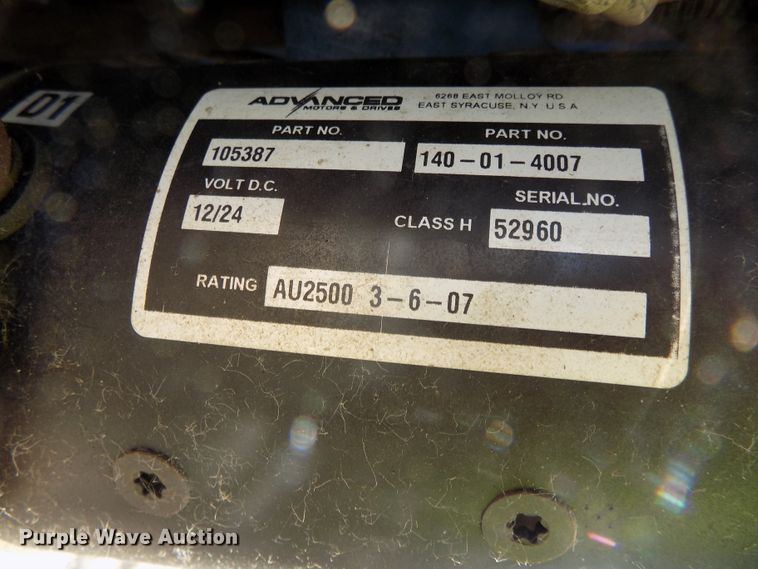 D1
ADVANCED
MOTORS & DRIVES
6268 EAST MOLLOY RD.
EAST SYRACUSE, N.Y. U.S.A
PART NO. PART NO.
105387 140-01-4007
VOLT D.C. SERIAL.NO.
12/24 CLASS H 52960
RATING AU2500 3-6-07
Purple Wave Auction